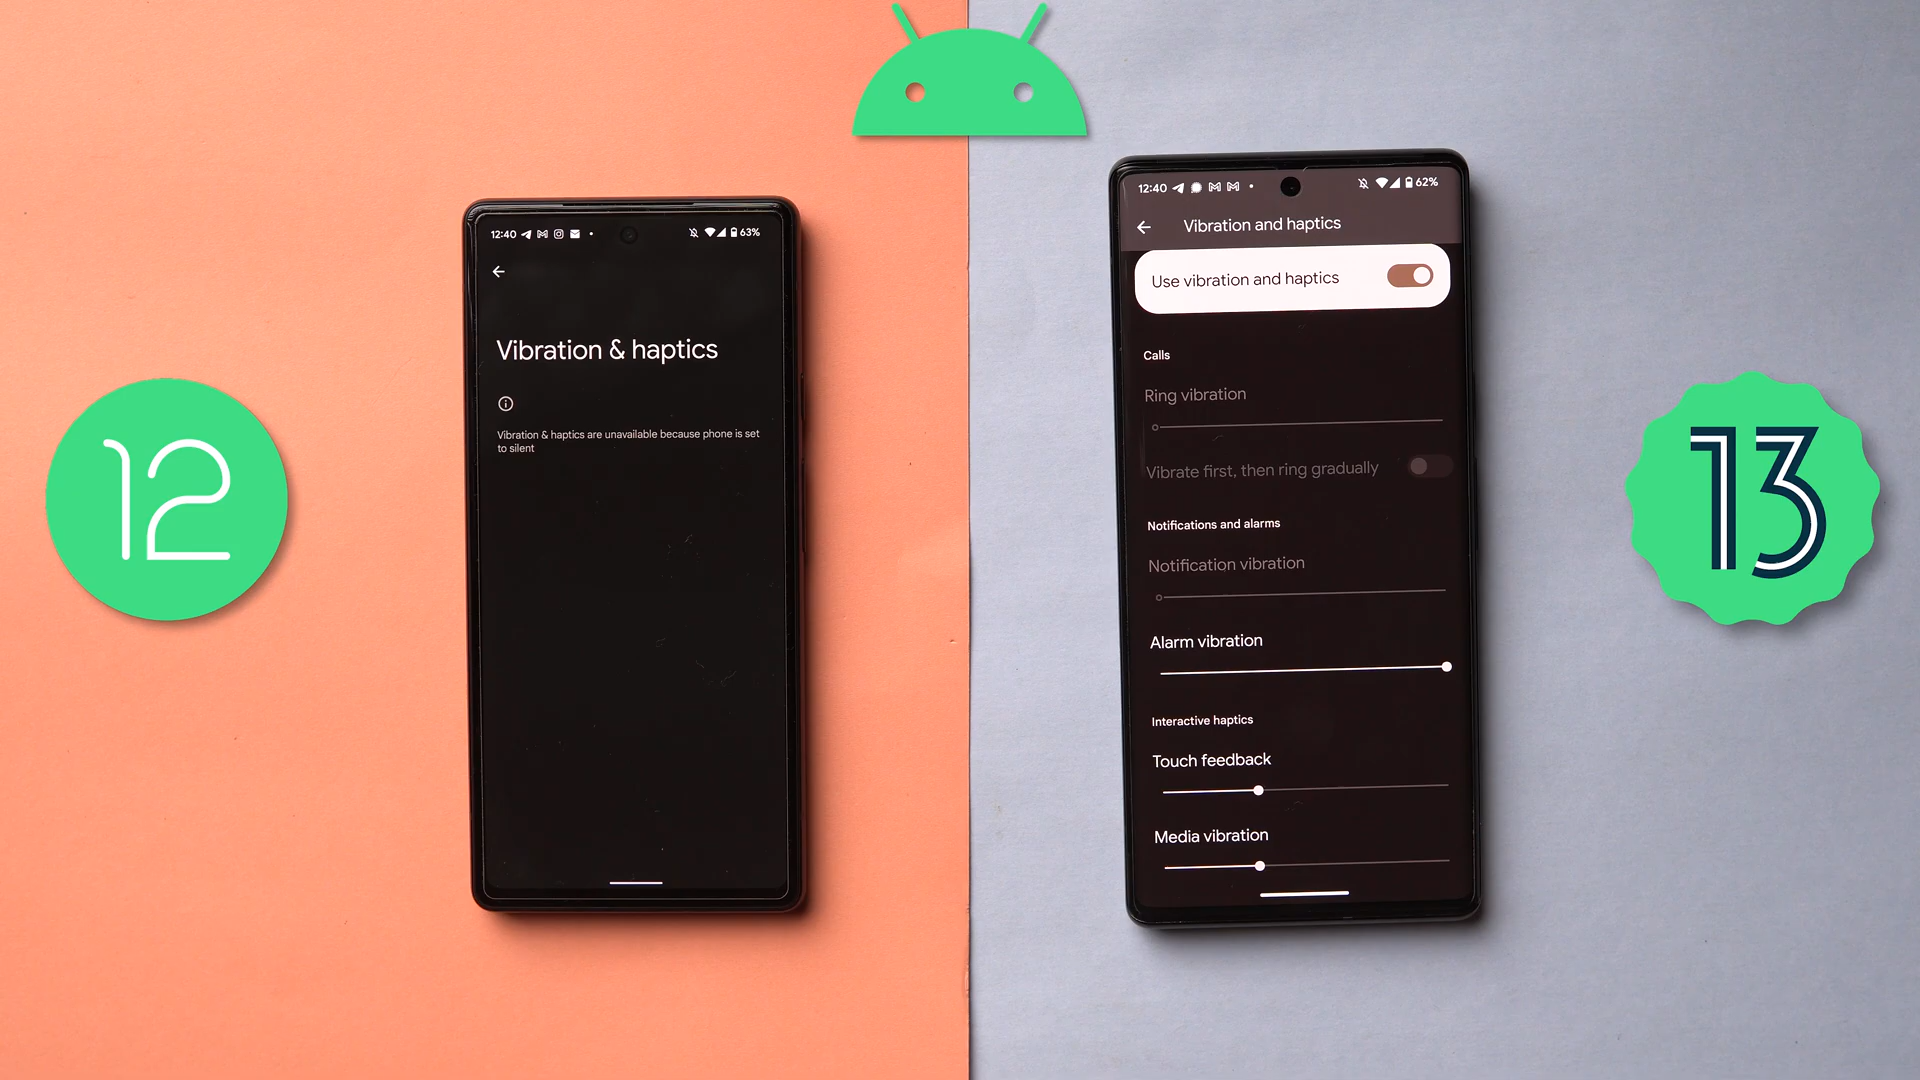 12:40
63%
Vibration & haptics
Vibration & haptics are unavailable because phone is set
to silent
12
12:40
62%
Vibration and haptics
Use vibration and haptics
Calls
Ring vibration
Vibrate first, then ring gradually
Notifications and alarms
Notification vibration
Alarm vibration
Interactive haptics
Touch feedback
Media vibration
13